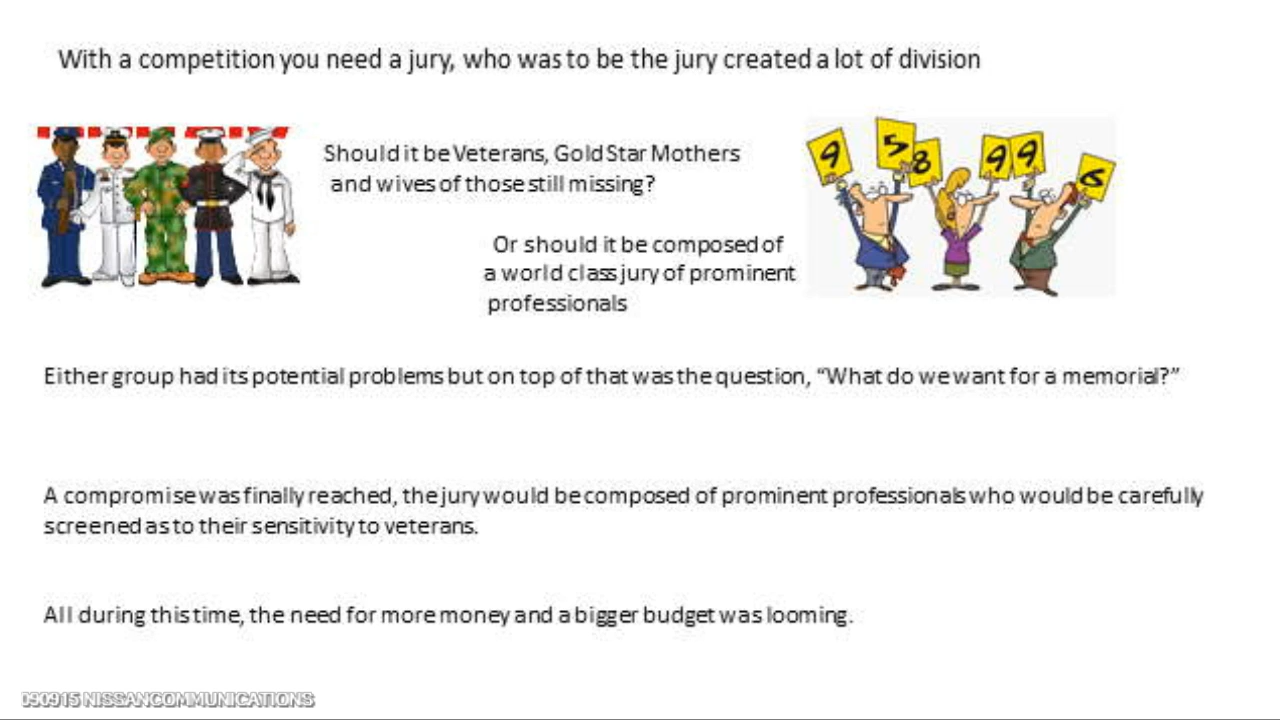 With a competition you need a jury, who was to be the jury created a lot of division
9 5 8 9 9 6
Should it be Veterans, Gold Star Mothers
and wives of those still missing?
Or should it be composed of
a world class jury of prominent
professionals
Either group had its potential problems but on top of that was the question, “What do we want for a memorial?”
A compromise was finally reached, the jury would be composed of prominent professionals who would be carefully
screened as to their sensitivity to veterans.
All during this time, the need for more money and a bigger budget was looming.
090915 NISSANCOMMUNICATIONS